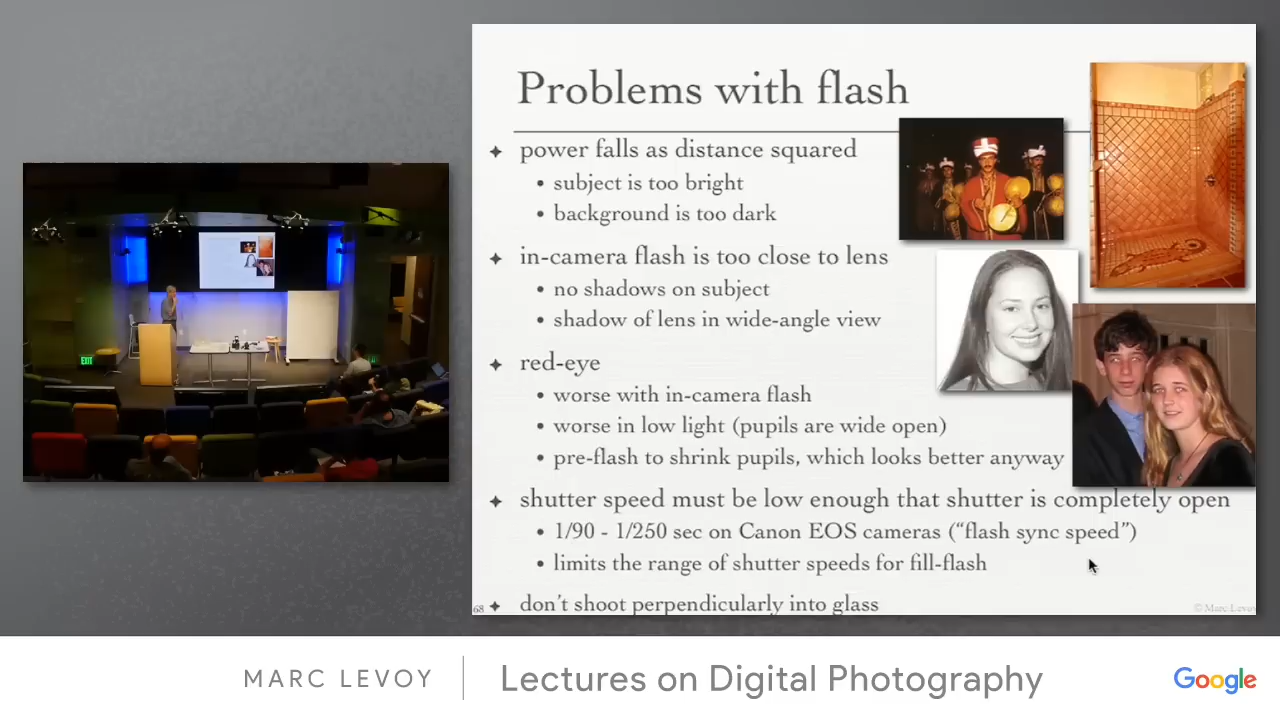 Problems with flash
✦ power falls as distance squared
• subject is too bright
• background is too dark
✦ in-camera flash is too close to lens
• no shadows on subject
• shadow of lens in wide-angle view
✦ red-eye
• worse with in-camera flash
• worse in low light (pupils are wide open)
• pre-flash to shrink pupils, which looks better anyway
✦ shutter speed must be low enough that shutter is completely open
• 1/90 - 1/250 sec on Canon EOS cameras (“flash sync speed”)
• limits the range of shutter speeds for fill-flash
68 ✦ don’t shoot perpendicularly into glass
© Marc Levoy
EXIT
MARC LEVOY
Lectures on Digital Photography
Google